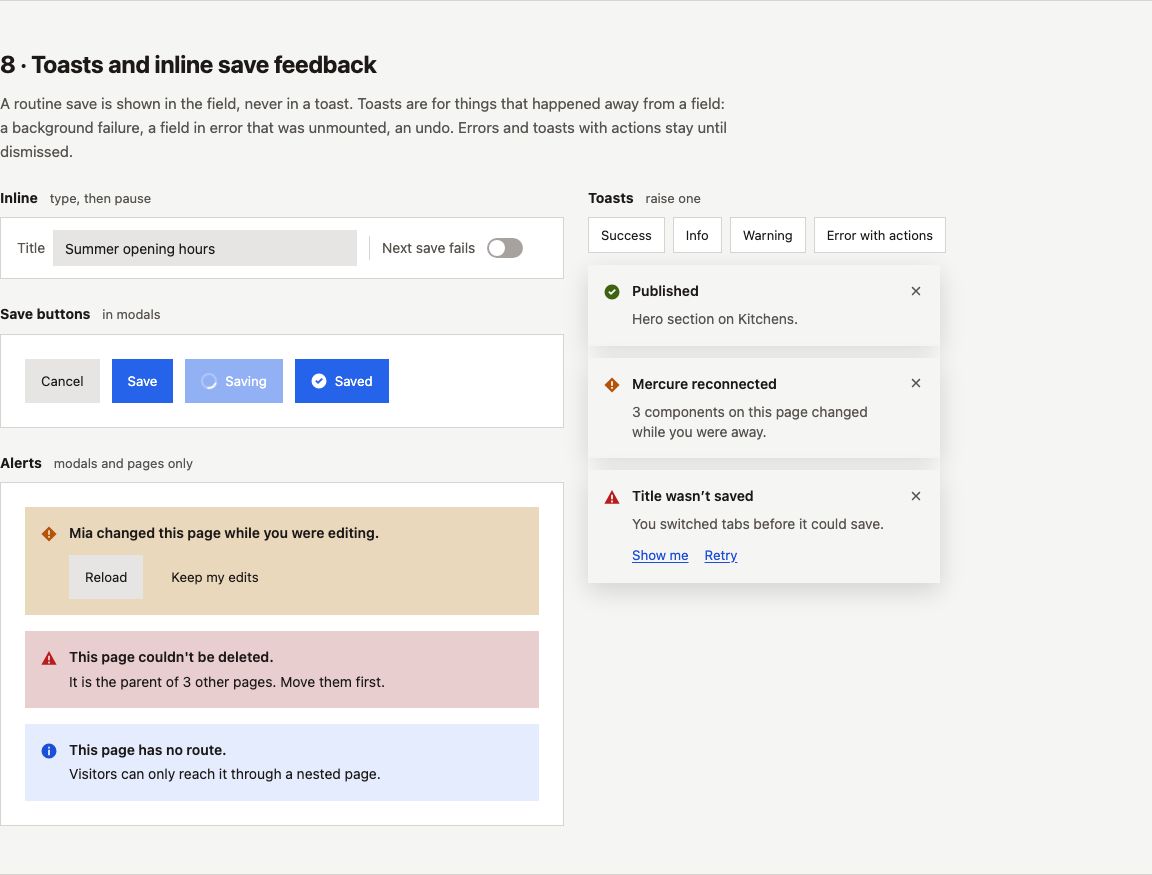 8 · Toasts and inline save feedback
A routine save is shown in the field, never in a toast. Toasts are for things that happened away from a field:
a background failure, a field in error that was unmounted, an undo. Errors and toasts with actions stay until
dismissed.
Inline type, then pause
Title Summer opening hours Next save fails
Save buttons in modals
Cancel Save Saving Saved
Alerts modals and pages only
Mia changed this page while you were editing.
Reload Keep my edits
This page couldn't be deleted.
It is the parent of 3 other pages. Move them first.
This page has no route.
Visitors can only reach it through a nested page.
Toasts raise one
Success Info Warning Error with actions
Published
Hero section on Kitchens.
Mercure reconnected
3 components on this page changed
while you were away.
Title wasn’t saved
You switched tabs before it could save.
Show me Retry